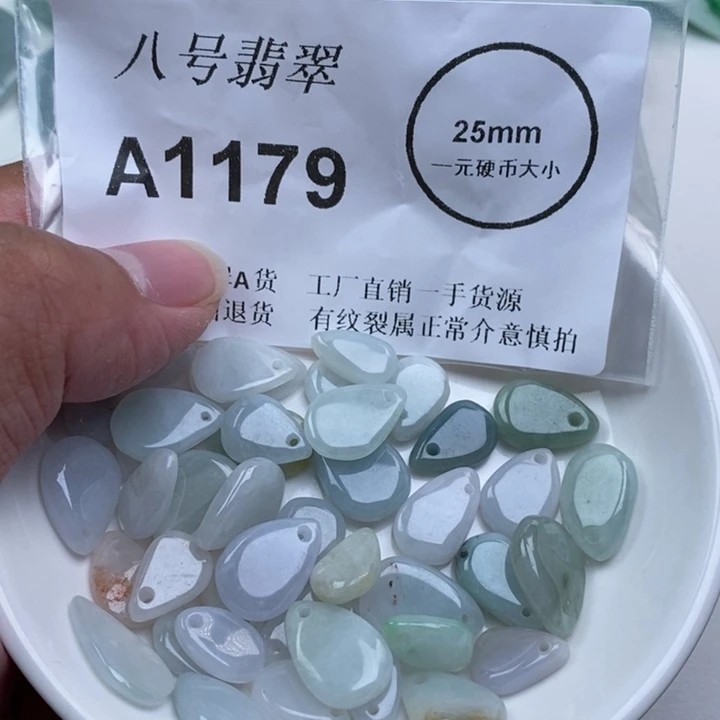 八号翡翠
A1179
25mm
一元硬币大小
A货 工厂直销一手货源
退货 有纹裂属正常介意慎拍